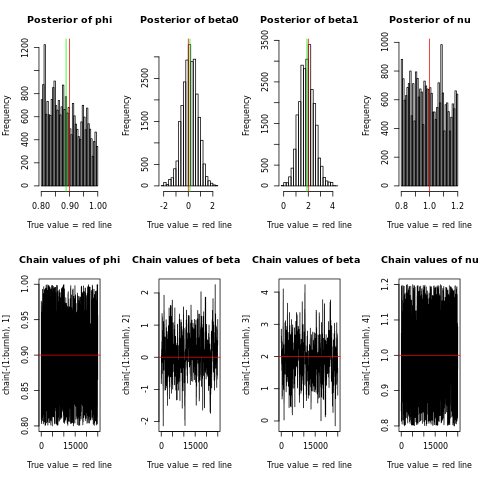 Posterior of phi
Frequency
0 200 400 600 800 1200
0.80 0.90 1.00
True value = red line
Posterior of beta0
Frequency
0 500 1500 2500
-2 0 2
True value = red line
Posterior of beta1
Frequency
0 500 1500 2500 3500
0 2 4
True value = red line
Posterior of nu
Frequency
0 200 400 600 800 1000
0.8 1.0 1.2
True value = red line
Chain values of phi
chain[-(1:burnIn), 1]
0.80 0.85 0.90 0.95 1.00
0 15000
True value = red line
Chain values of beta
chain[-(1:burnIn), 2]
-2 -1 0 1 2
0 15000
True value = red line
Chain values of beta
chain[-(1:burnIn), 3]
0 1 2 3 4
0 15000
True value = red line
Chain values of nu
chain[-(1:burnIn), 4]
0.8 0.9 1.0 1.1 1.2
0 15000
True value = red line